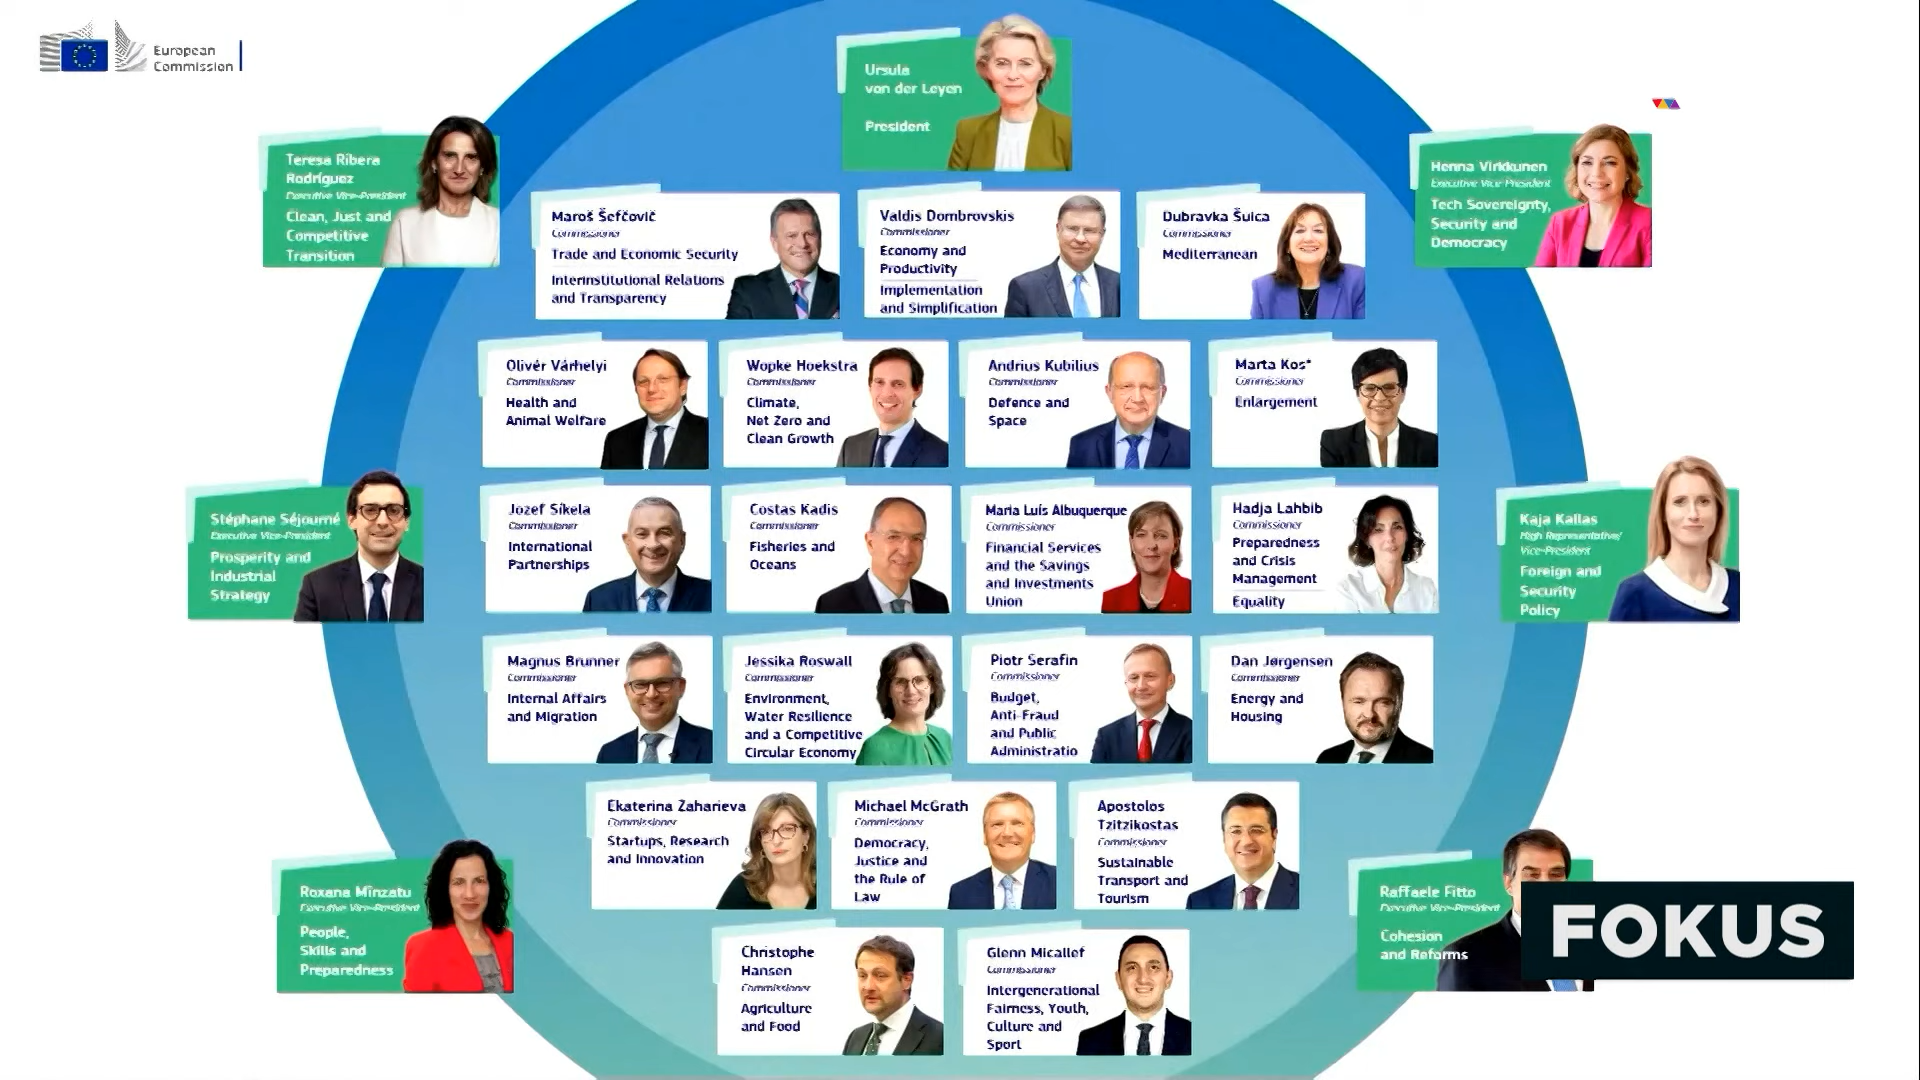 European
Commission
Ursula
von der Leyen
President
Teresa Ribera
Rodríguez
Executive Vice-President
Clean, Just and
Competitive
Transition
Henna Virkkunen
Executive Vice-President
Tech Sovereignty,
Security and
Democracy
Maroš Šefčovič
Commissioner
Trade and Economic Security
Interinstitutional Relations
and Transparency
Valdis Dombrovskis
Commissioner
Economy and
Productivity
Implementation
and Simplification
Dubravka Šuica
Commissioner
Mediterranean
Olivér Várhelyi
Commissioner
Health and
Animal Welfare
Wopke Hoekstra
Commissioner
Climate,
Net Zero and
Clean Growth
Andrius Kubilius
Commissioner
Defence and
Space
Marta Kos*
Commissioner
Enlargement
Stéphane Séjourné
Executive Vice-President
Prosperity and
Industrial
Strategy
Jozef Síkela
Commissioner
International
Partnerships
Costas Kadis
Commissioner
Fisheries and
Oceans
Maria Luís Albuquerque
Commissioner
Financial Services
and the Savings
and Investments
Union
Hadja Lahbib
Commissioner
Preparedness
and Crisis
Management
Equality
Kaja Kallas
High Representative/
Vice-President
Foreign and
Security
Policy
Magnus Brunner
Commissioner
Internal Affairs
and Migration
Jessika Roswall
Commissioner
Environment,
Water Resilience
and a Competitive
Circular Economy
Piotr Serafin
Commissioner
Budget,
Anti-Fraud
and Public
Administratio
Dan Jørgensen
Commissioner
Energy and
Housing
Ekaterina Zaharieva
Commissioner
Startups, Research
and Innovation
Michael McGrath
Commissioner
Democracy,
Justice and
the Rule of
Law
Apostolos
Tzitzikostas
Commissioner
Sustainable
Transport and
Tourism
Roxana Mînzatu
Executive Vice-President
People,
Skills and
Preparedness
Raffaele Fitto
Executive Vice-President
Cohesion
and Reforms
FOKUS
Christophe
Hansen
Commissioner
Agriculture
and Food
Glenn Micallef
Commissioner
Intergenerational
Fairness, Youth,
Culture and
Sport